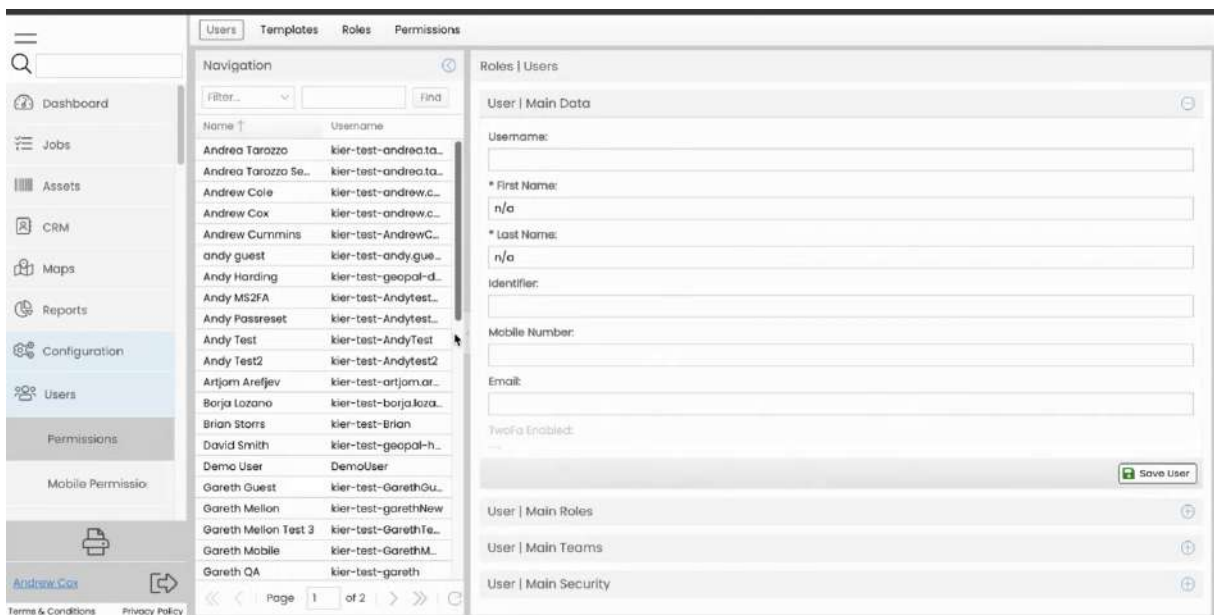 Users Templates Roles Permissions
Navigation
Roles | Users
Filter... Find
User | Main Data
Dashboard
Jobs
Assets
CRM
Maps
Reports
Configuration
Users
Permissions
Mobile Permissio
Andrew Cox
Terms & Conditions Privacy Policy
Name ↑ Username
Andrea Tarozzo kier-test-andrea.ta...
Andrea Tarozzo Se... kier-test-andrea.ta...
Andrew Cole kier-test-andrew.c...
Andrew Cox kier-test-andrew.c...
Andrew Cummins kier-test-AndrewC...
andy guest kier-test-andy.gue...
Andy Harding kier-test-geopal-d...
Andy MS2FA kier-test-Andytest...
Andy Passreset kier-test-Andytest...
Andy Test kier-test-AndyTest
Andy Test2 kier-test-Andytest2
Artjom Arefjev kier-test-artjom.ar...
Borja Lozano kier-test-borja.loza...
Brian Storrs kier-test-Brian
David Smith kier-test-geopal-h...
Demo User DemoUser
Gareth Guest kier-test-GarethGu...
Gareth Mellon kier-test-garethNew
Gareth Mellon Test 3 kier-test-GarethTe...
Gareth Mobile kier-test-GarethM...
Gareth QA kier-test-gareth
Page 1 of 2
Username:
* First Name:
n/a
* Last Name:
n/a
Identifier:
Mobile Number:
Email:
TwoFa Enabled:
Save User
User | Main Roles
User | Main Teams
User | Main Security